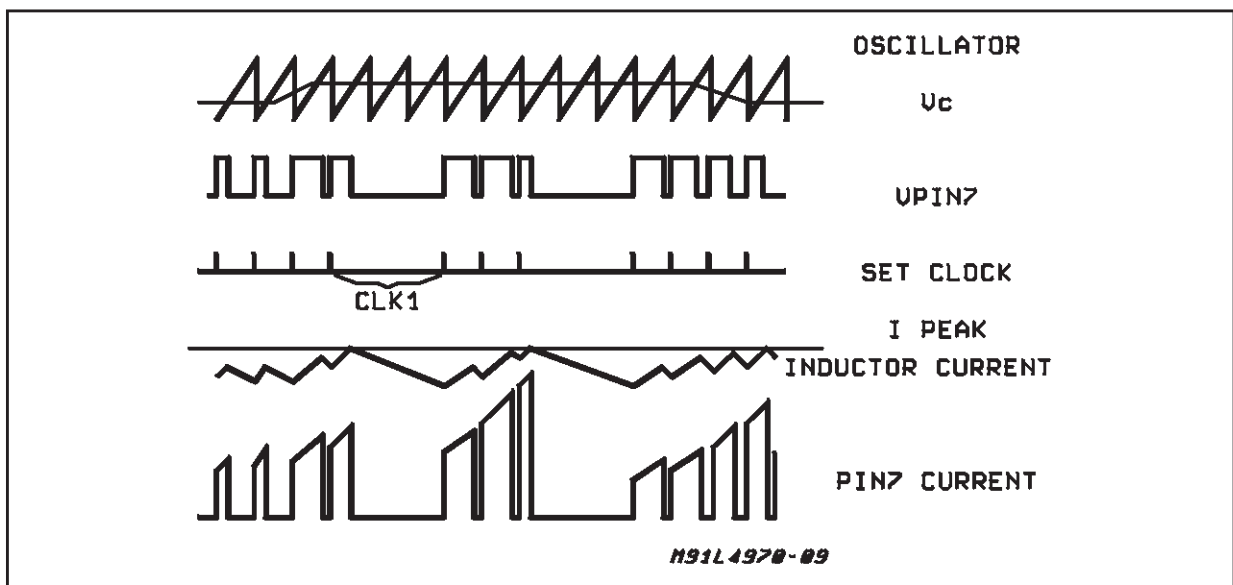 OSCILLATOR
Vc
VPIN7
SET CLOCK
CLK1
I PEAK
INDUCTOR CURRENT
PIN7 CURRENT
M91L4970-09